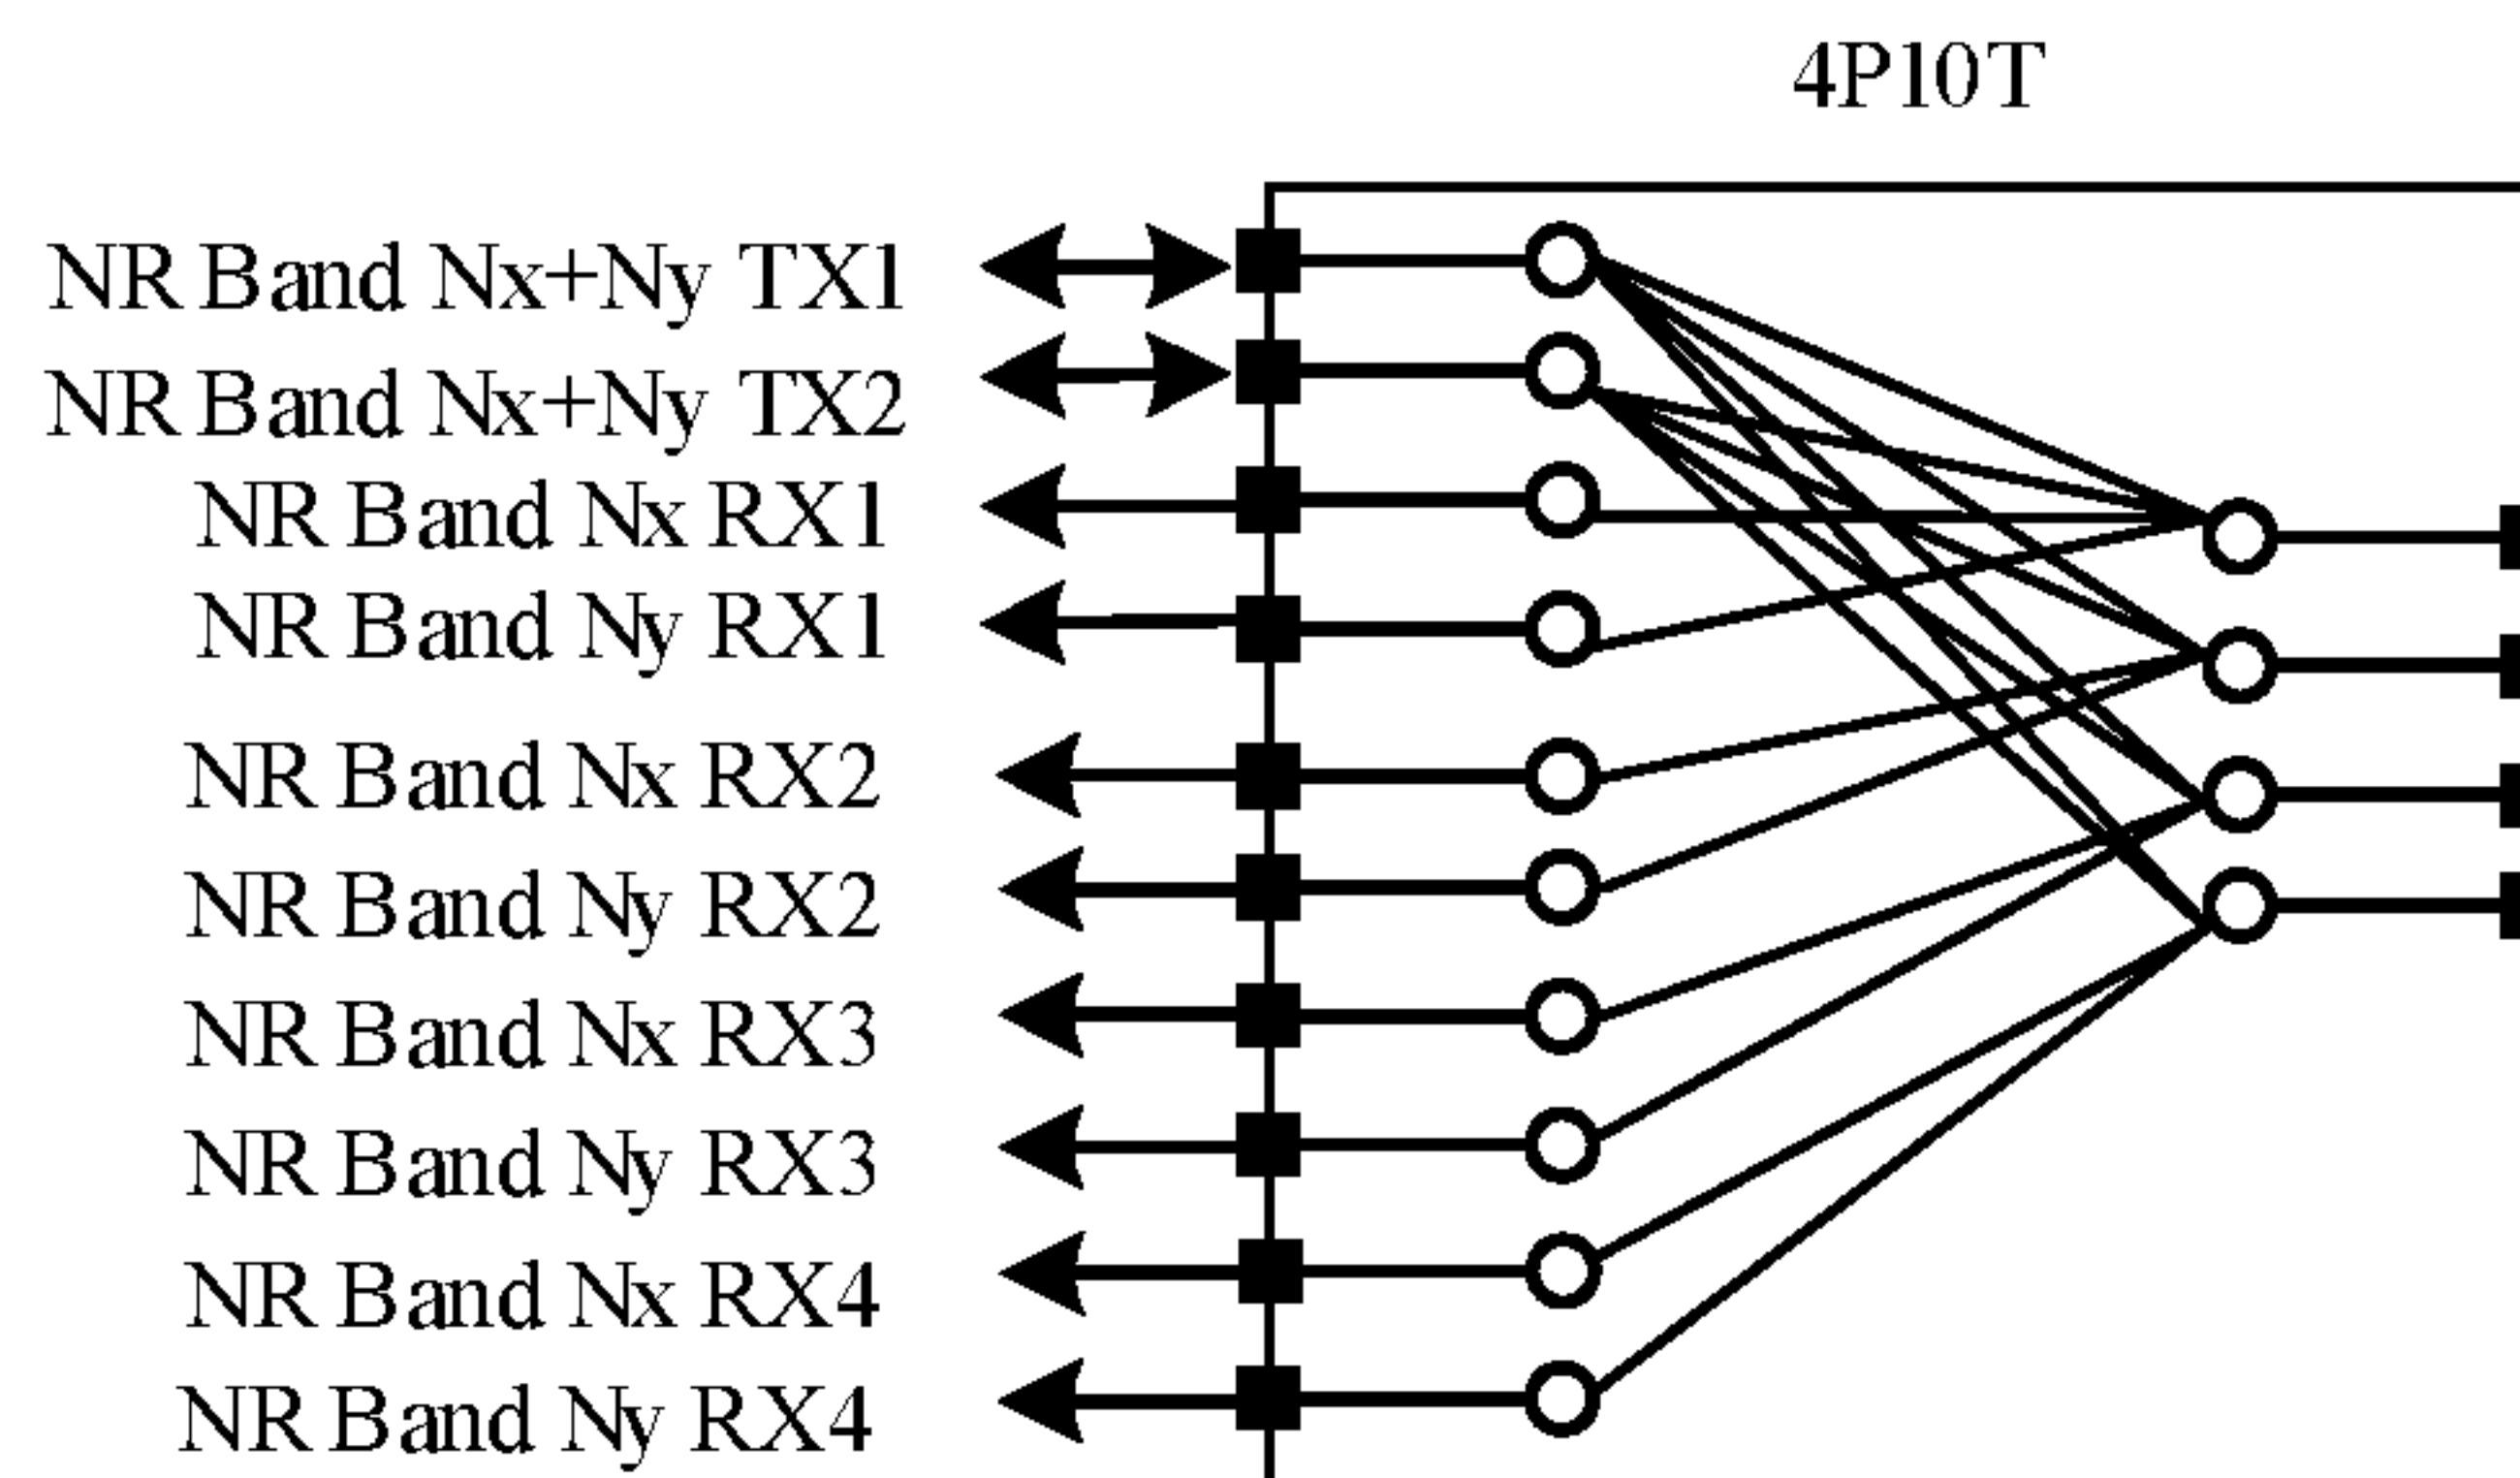 4P10T
NR Band Nx+Ny TX1
NR Band Nx+Ny TX2
NR Band Nx RX1
NR Band Ny RX1
NR Band Nx RX2
NR Band Ny RX2
NR Band Nx RX3
NR Band Ny RX3
NR Band Nx RX4
NR Band Ny RX4